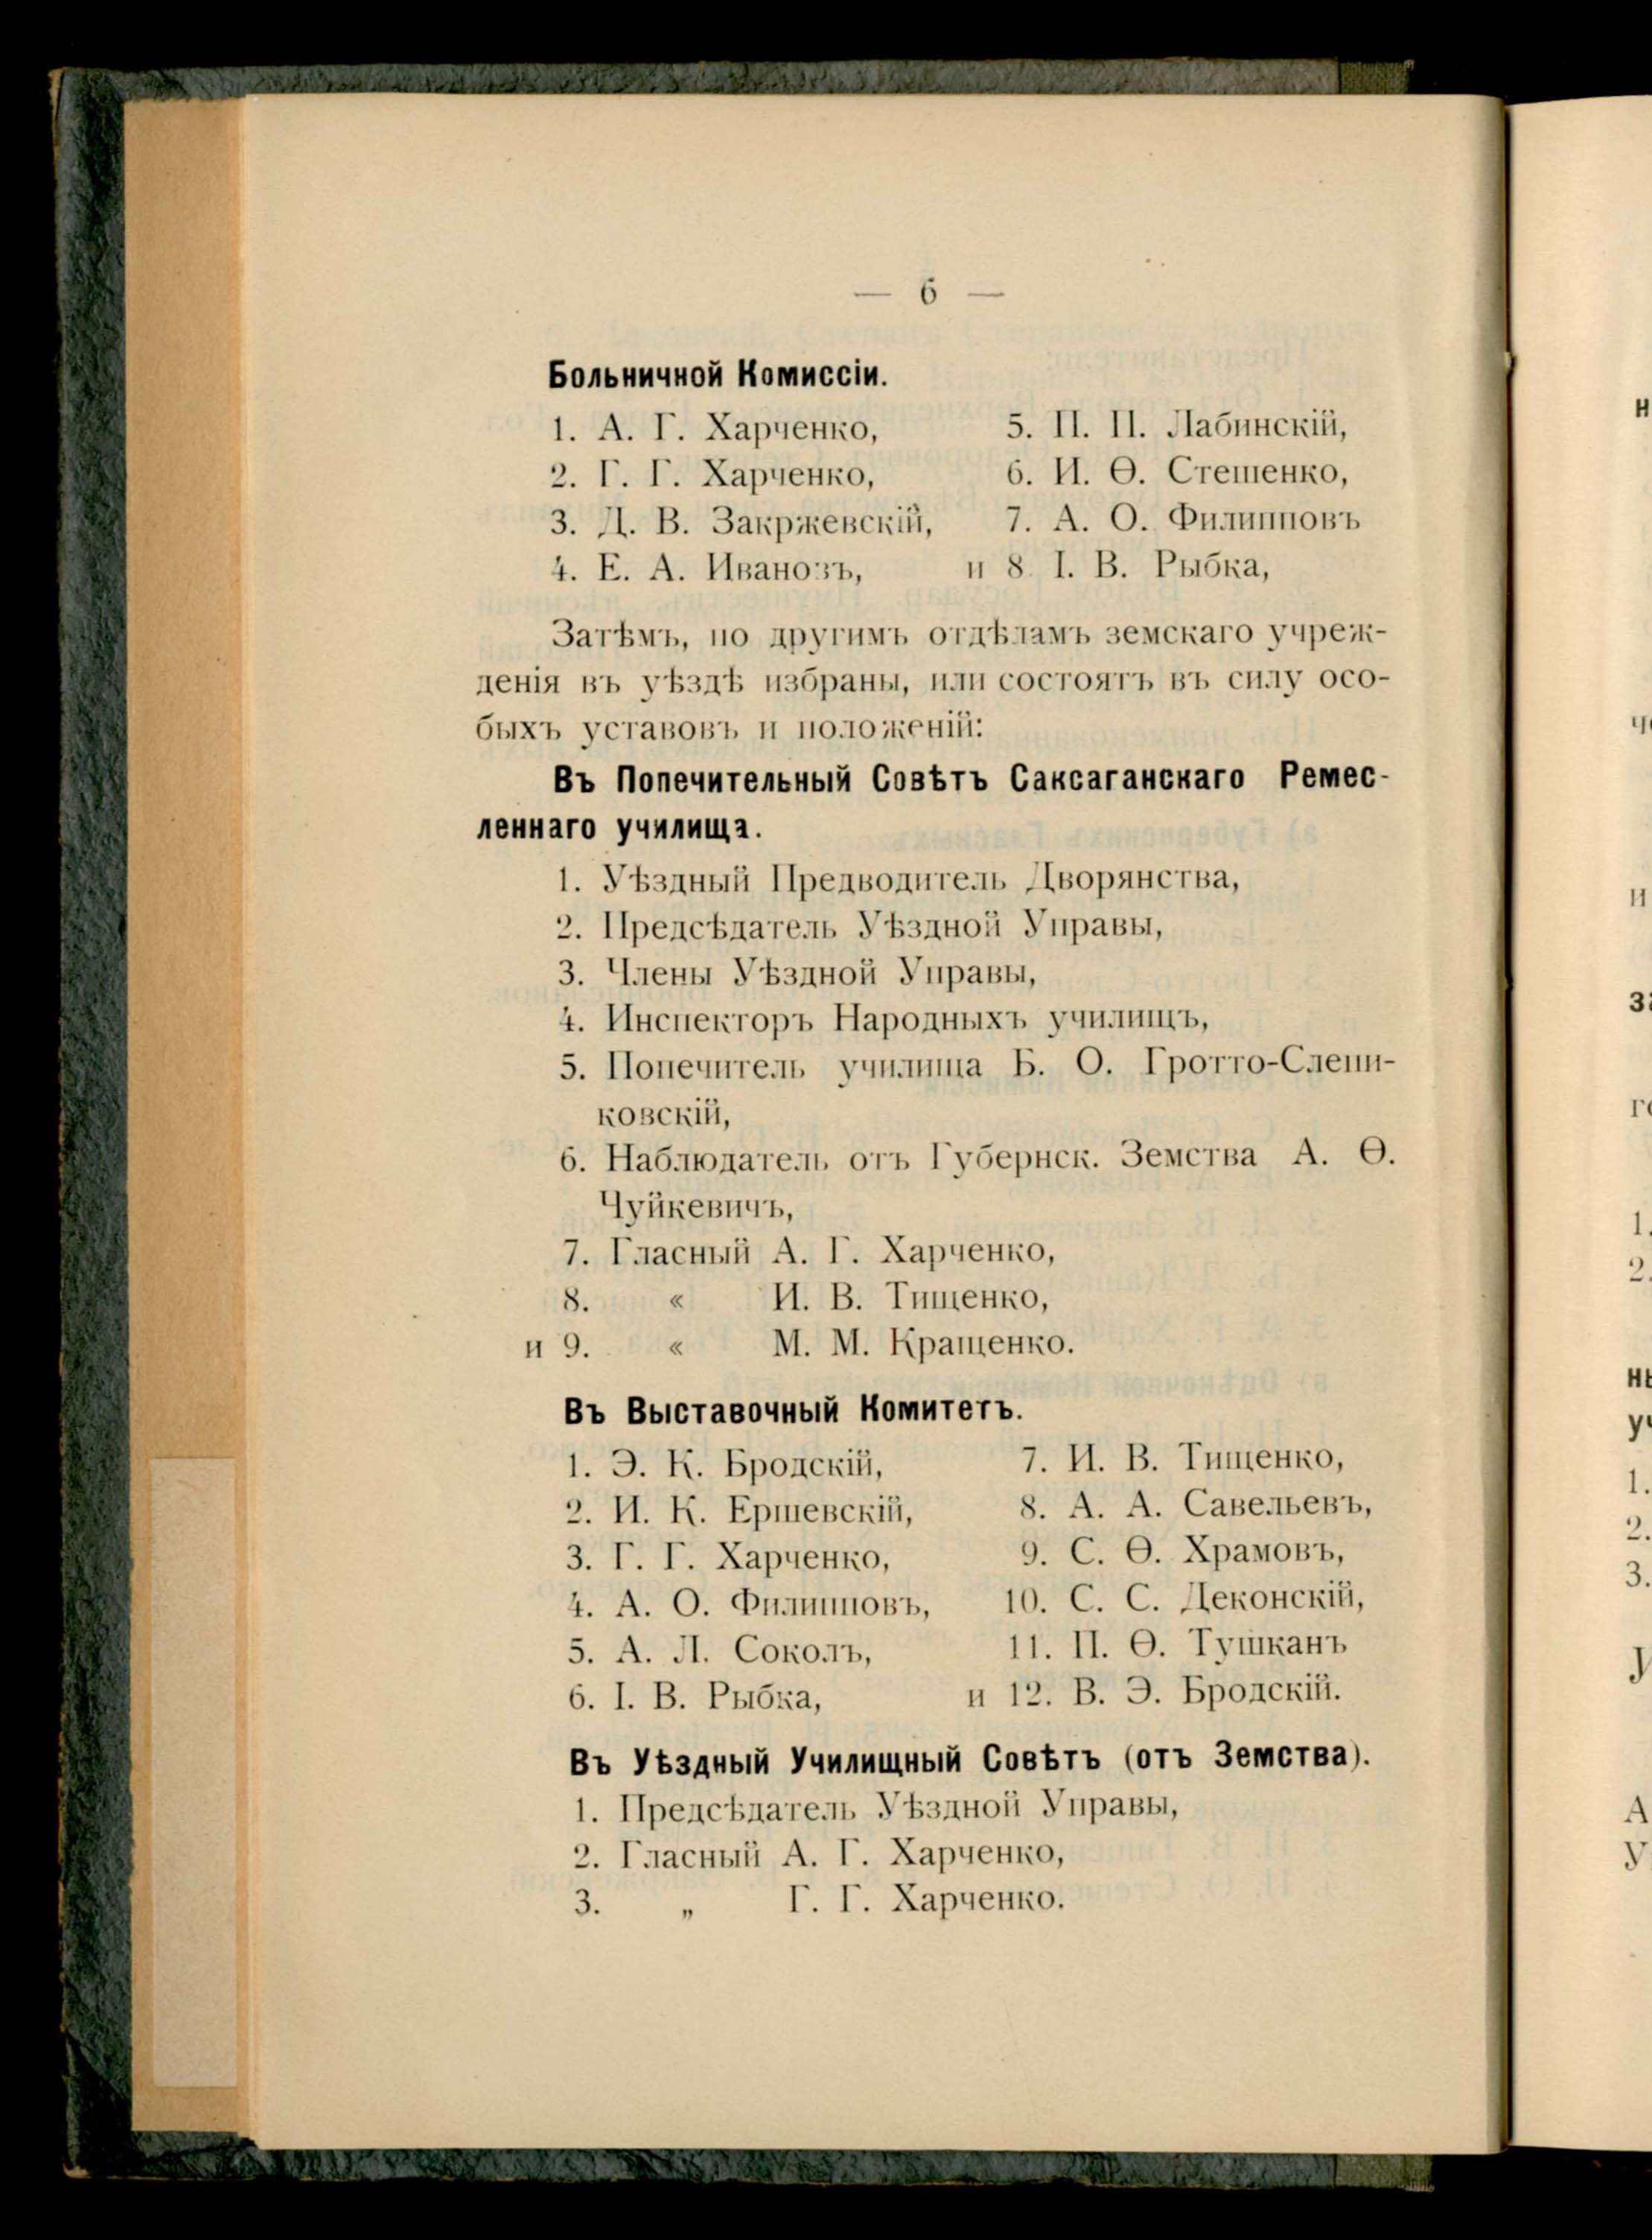 — 6 —
Больничной Комиссіи.
1. А. Г. Харченко,
2. Г. Г. Харченко,
3. Д. В. Закржевскій,
4. Е. А. Ивановъ,
5. П. П. Лабинскій,
6. И. Ѳ. Стешенко,
7. А. О. Филипповъ
и 8. І. В. Рыбка,
Затѣмъ, по другимъ отдѣламъ земскаго учреж-
денія въ уѣздѣ избраны, или состоятъ въ силу осо-
быхъ уставовъ и положеній:
Въ Попечительный Совѣтъ Саксаганскаго Ремес-
леннаго училища.
1. Уѣздный Предводитель Дворянства,
2. Предсѣдатель Уѣздной Управы,
3. Члены Уѣздной Управы,
4. Инспекторъ Народныхъ училищъ,
5. Попечитель училища Б. О. Гротто-Слепи-
ковскій,
6. Наблюдатель отъ Губернск. Земства А. Ѳ.
Чуйкевичъ,
7. Гласный А. Г. Харченко,
8. « И. В. Тищенко,
и 9. « М. М. Кращенко.
Въ Выставочный Комитетъ.
1. Э. К. Бродскій,
2. И. К. Ершевскій,
3. Г. Г. Харченко,
4. А. О. Филипповъ,
5. А. Л. Соколъ,
6. І. В. Рыбка,
7. И. В. Тищенко,
8. А. А. Савельевъ,
9. С. Ѳ. Храмовъ,
10. С. С. Деконскій,
11. П. Ѳ. Тушканъ
и 12. В. Э. Бродскій.
Въ Уѣздный Училищный Совѣтъ (отъ Земства).
1. Предсѣдатель Уѣздной Управы,
2. Гласный А. Г. Харченко,
3. „ Г. Г. Харченко.